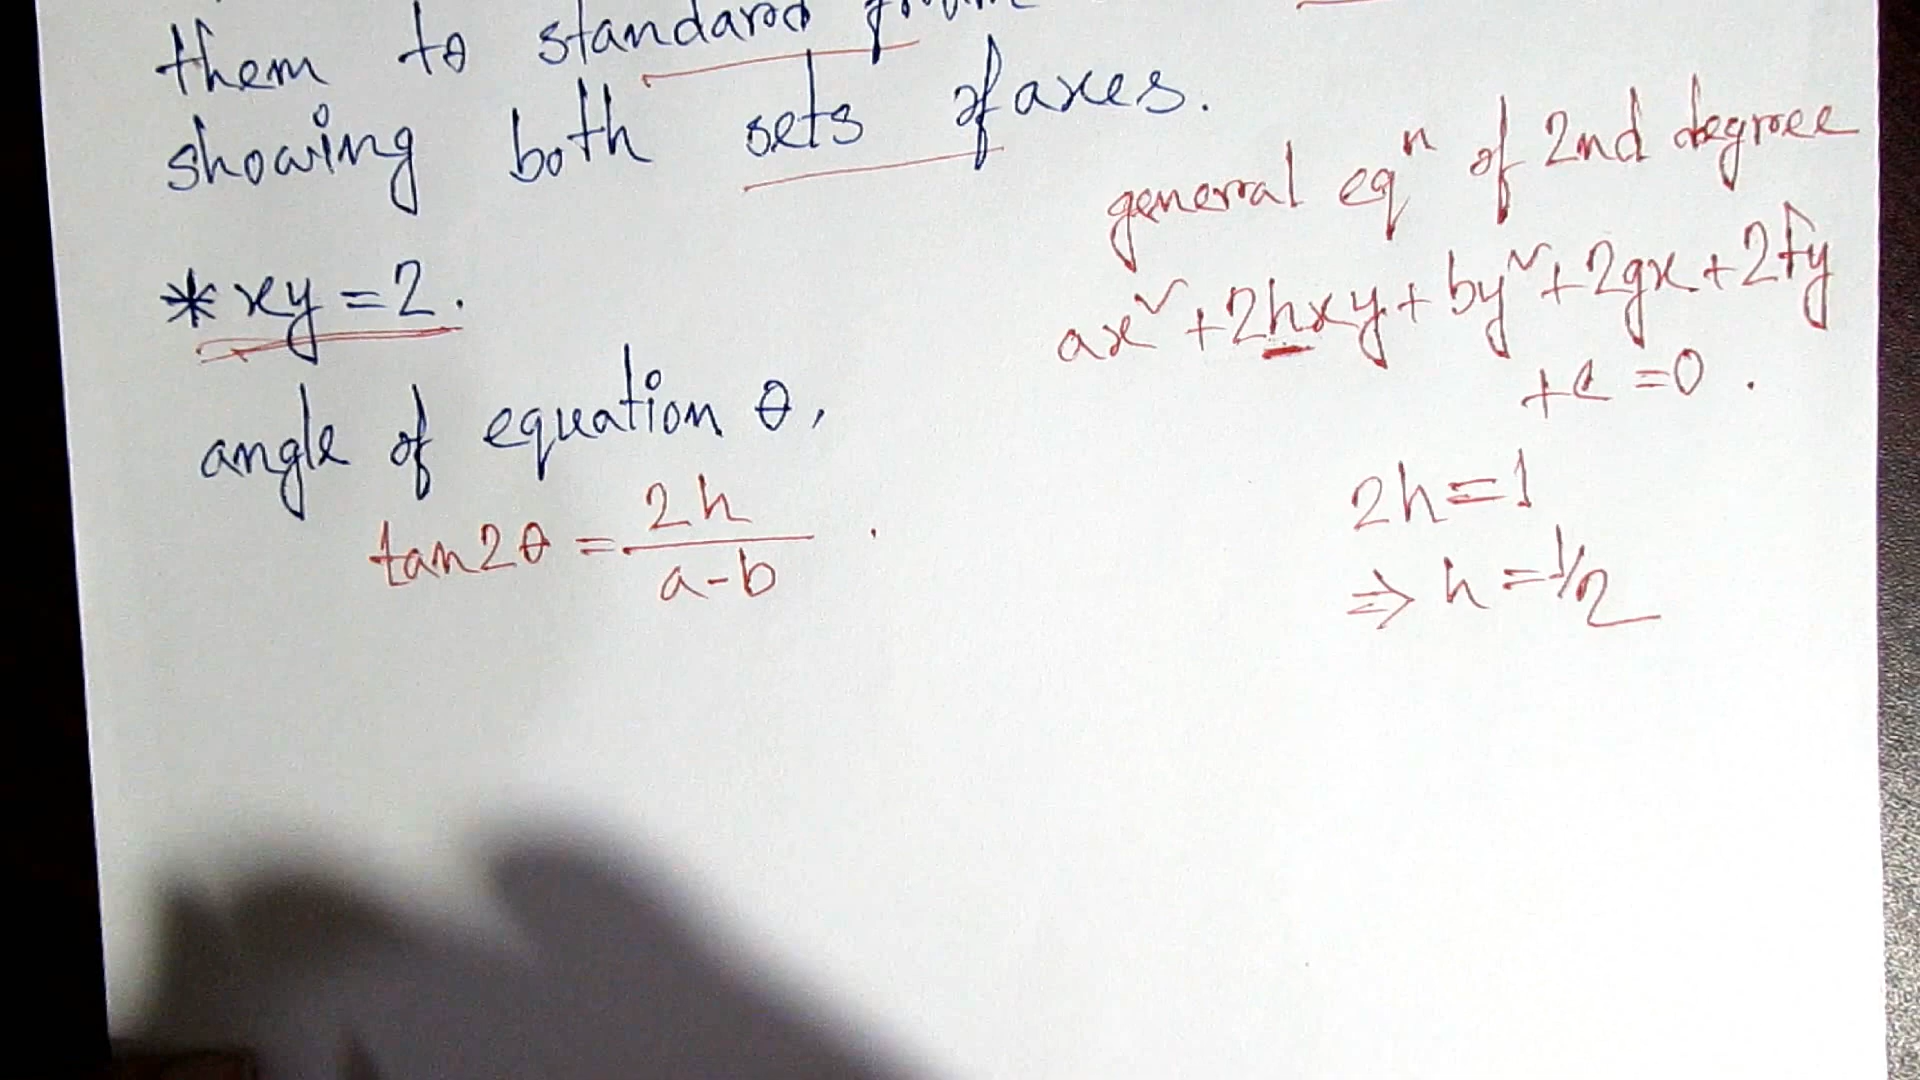 them to standard form
showing both sets of axes.
* xy = 2.
angle of equation θ,
tan2θ = 2h / a-b .
general eqⁿ of 2nd degree
ax² + 2hxy + by² + 2gx + 2fy
+ c = 0 .
2h = 1
⇒ h = 1/2